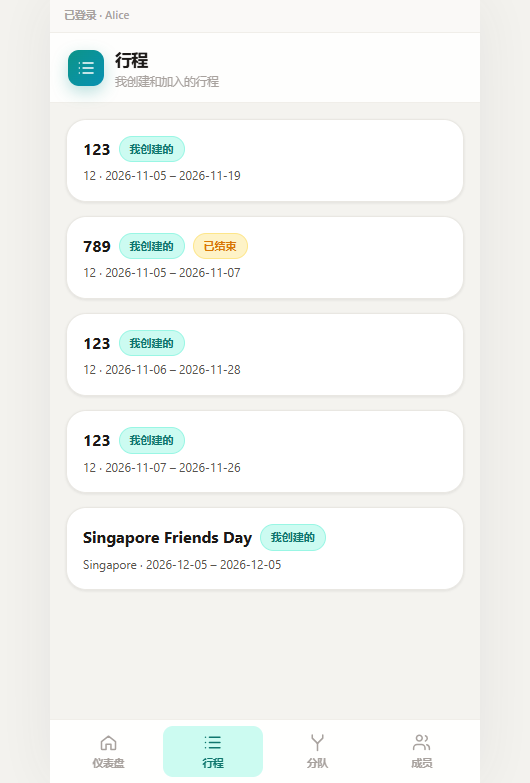 已登录 · Alice
行程
我创建和加入的行程
123 我创建的
12 · 2026-11-05 – 2026-11-19
789 我创建的 已结束
12 · 2026-11-05 – 2026-11-07
123 我创建的
12 · 2026-11-06 – 2026-11-28
123 我创建的
12 · 2026-11-07 – 2026-11-26
Singapore Friends Day 我创建的
Singapore · 2026-12-05 – 2026-12-05
仪表盘 行程 分队 成员